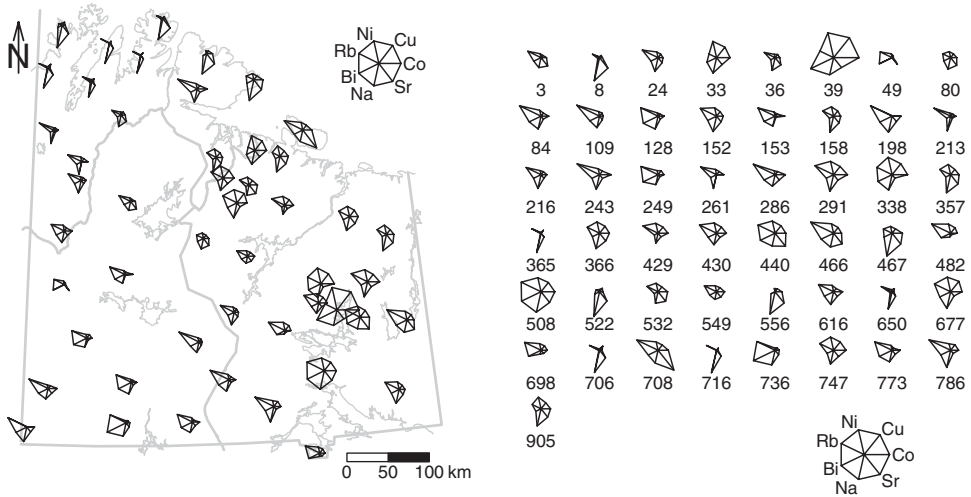 N
Ni
Cu
Rb
Co
Bi
Na
Sr
0 50 100 km
3 8 24 33 36 39 49 80
84 109 128 152 153 158 198 213
216 243 249 261 286 291 338 357
365 366 429 430 440 466 467 482
508 522 532 549 556 616 650 677
698 706 708 716 736 747 773 786
905
Ni
Cu
Rb
Co
Bi
Na
Sr